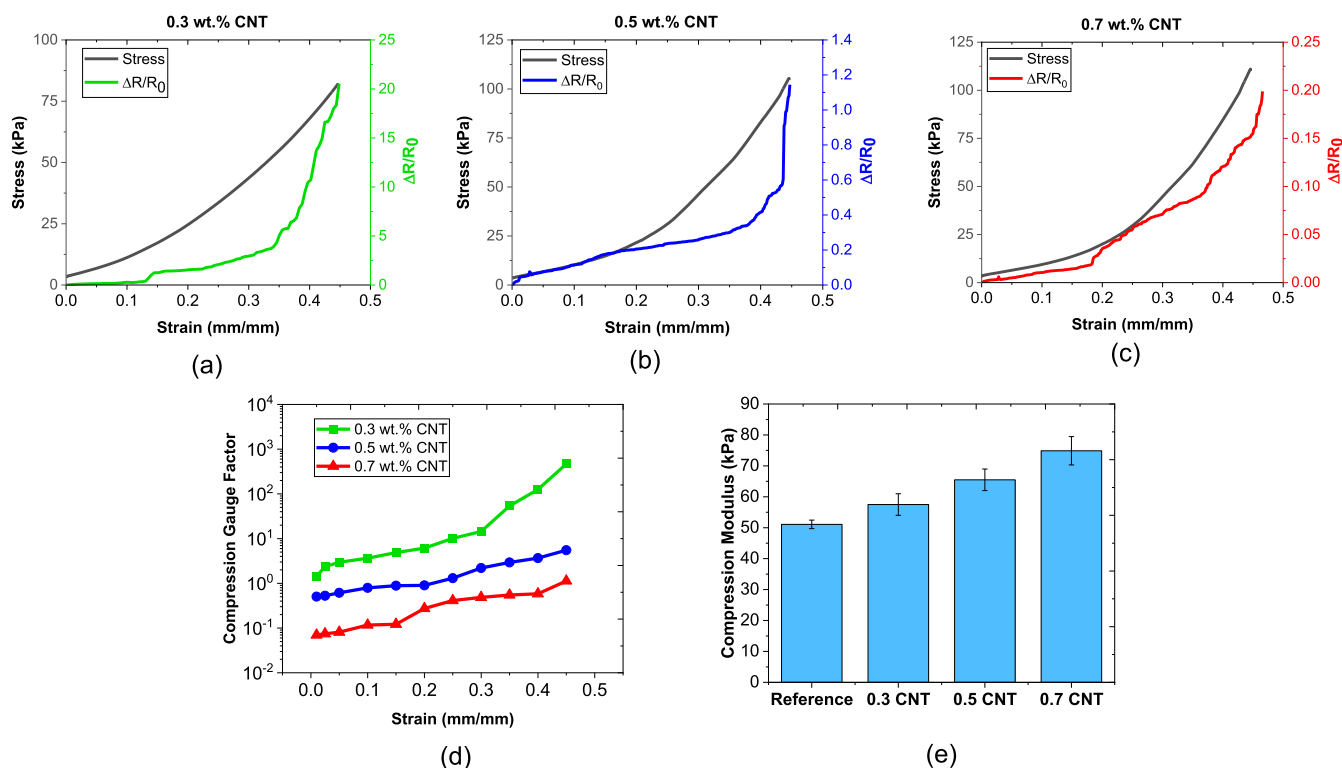 0.3 wt.% CNT
100
75
50
25
0
Stress (kPa)
Stress
ΔR/R0
25
20
15
10
5
0
ΔR/R0
0.0 0.1 0.2 0.3 0.4 0.5
Strain (mm/mm)
(a)
0.5 wt.% CNT
125
100
75
50
25
0
Stress (kPa)
Stress
ΔR/R0
1.4
1.2
1.0
0.8
0.6
0.4
0.2
0.0
ΔR/R0
0.0 0.1 0.2 0.3 0.4 0.5
Strain (mm/mm)
(b)
0.7 wt.% CNT
125
100
75
50
25
0
Stress (kPa)
Stress
ΔR/R0
0.25
0.20
0.15
0.10
0.05
0.00
ΔR/R0
0.0 0.1 0.2 0.3 0.4 0.5
Strain (mm/mm)
(c)
10^4
10^3
10^2
10^1
10^0
10^-1
10^-2
Compression Gauge Factor
0.3 wt.% CNT
0.5 wt.% CNT
0.7 wt.% CNT
0.0 0.1 0.2 0.3 0.4 0.5
Strain (mm/mm)
(d)
90
80
70
60
50
40
30
20
10
0
Compression Modulus (kPa)
Reference 0.3 CNT 0.5 CNT 0.7 CNT
(e)